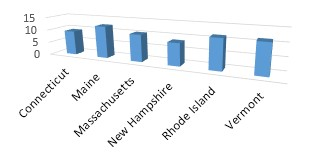 15
10
5
0
Connecticut
Maine
Massachusetts
New Hampshire
Rhode Island
Vermont